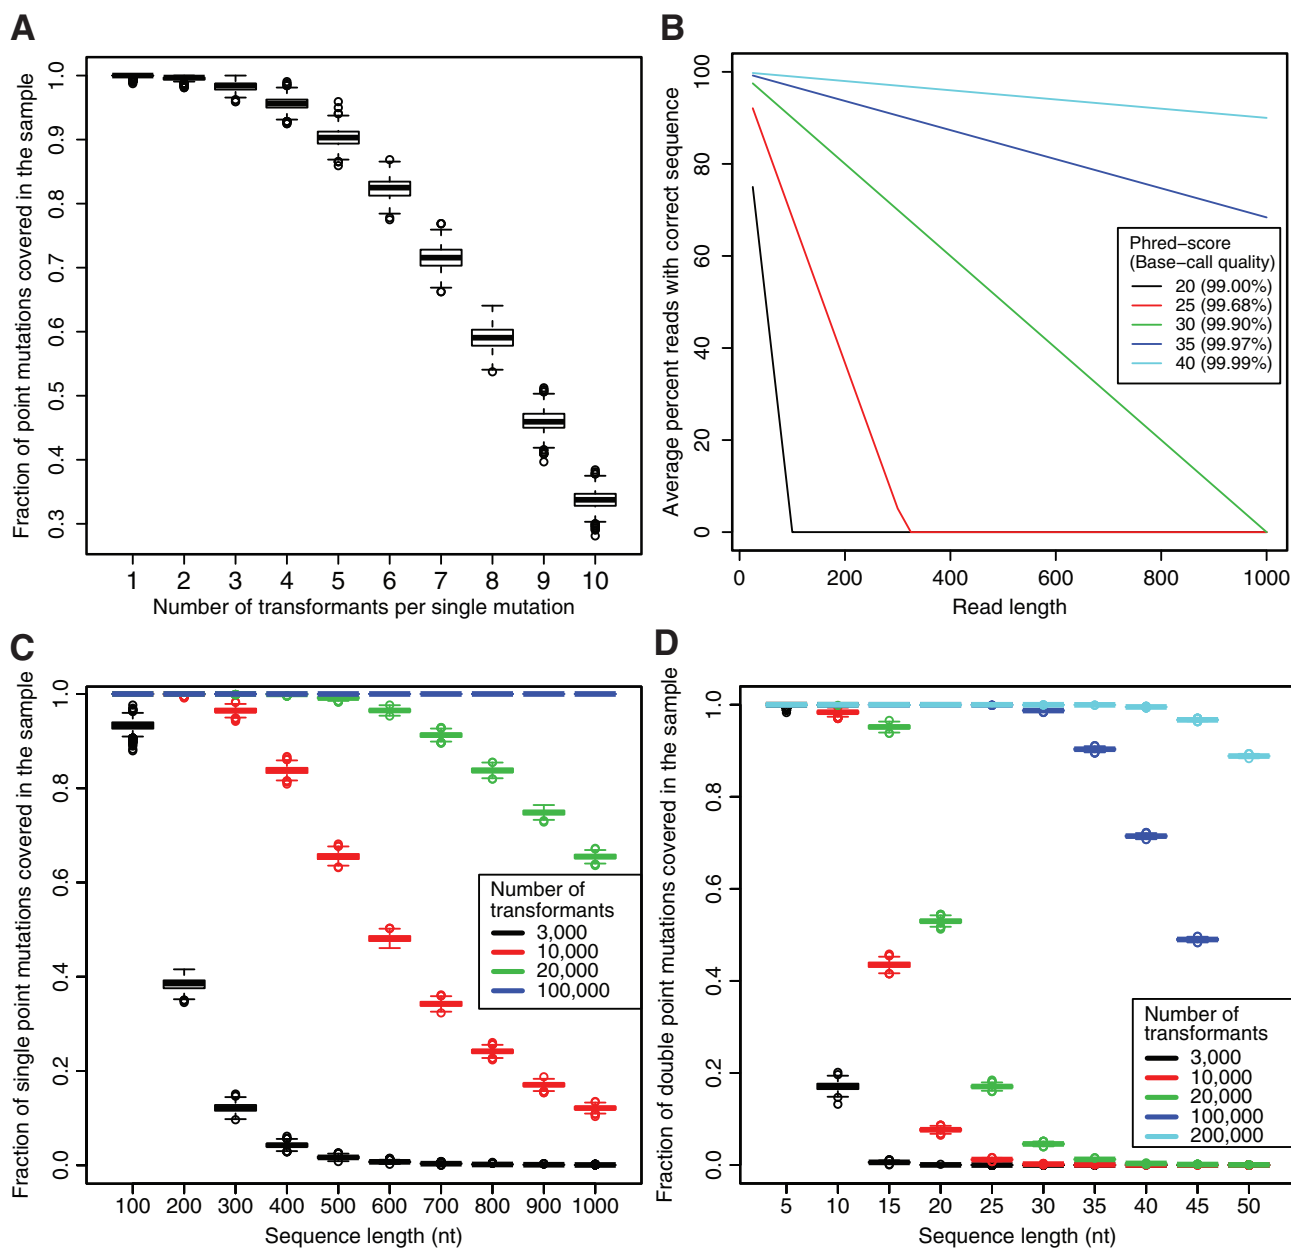 A
Fraction of point mutations covered in the sample
1.0
0.9
0.8
0.7
0.6
0.5
0.4
0.3
1 2 3 4 5 6 7 8 9 10
Number of transformants per single mutation
B
Average percent reads with correct sequence
100
80
60
40
20
0
0 200 400 600 800 1000
Read length
Phred−score
(Base−call quality)
20 (99.00%)
25 (99.68%)
30 (99.90%)
35 (99.97%)
40 (99.99%)
C
Fraction of single point mutations covered in the sample
1.0
0.8
0.6
0.4
0.2
0.0
100 200 300 400 500 600 700 800 900 1000
Sequence length (nt)
Number of
transformants
3,000
10,000
20,000
100,000
D
Fraction of double point mutations covered in the sample
1.0
0.8
0.6
0.4
0.2
0.0
5 10 15 20 25 30 35 40 45 50
Sequence length (nt)
Number of
transformants
3,000
10,000
20,000
100,000
200,000